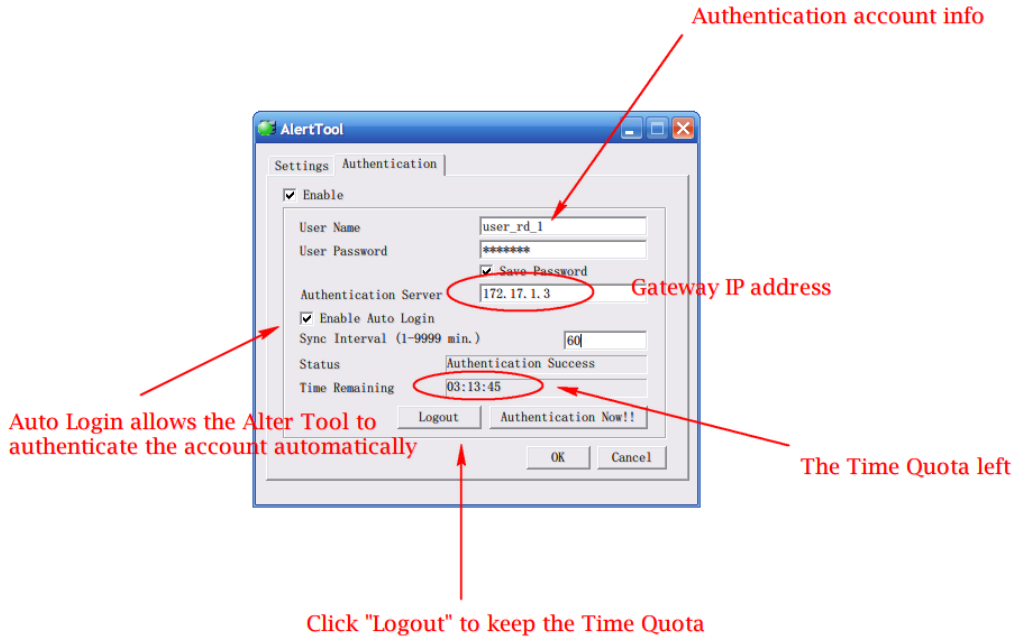 Authentication account info
AlertTool
Settings Authentication
Enable
User Name user_rd_1
User Password *******
Save Password
Authentication Server 172.17.1.3 Gateway IP address
Enable Auto Login
Sync Interval (1-9999 min.) 60
Status Authentication Success
Time Remaining 03:13:45
Logout Authentication Now!!
Auto Login allows the Alter Tool to
authenticate the account automatically
OK Cancel
The Time Quota left
Click "Logout" to keep the Time Quota